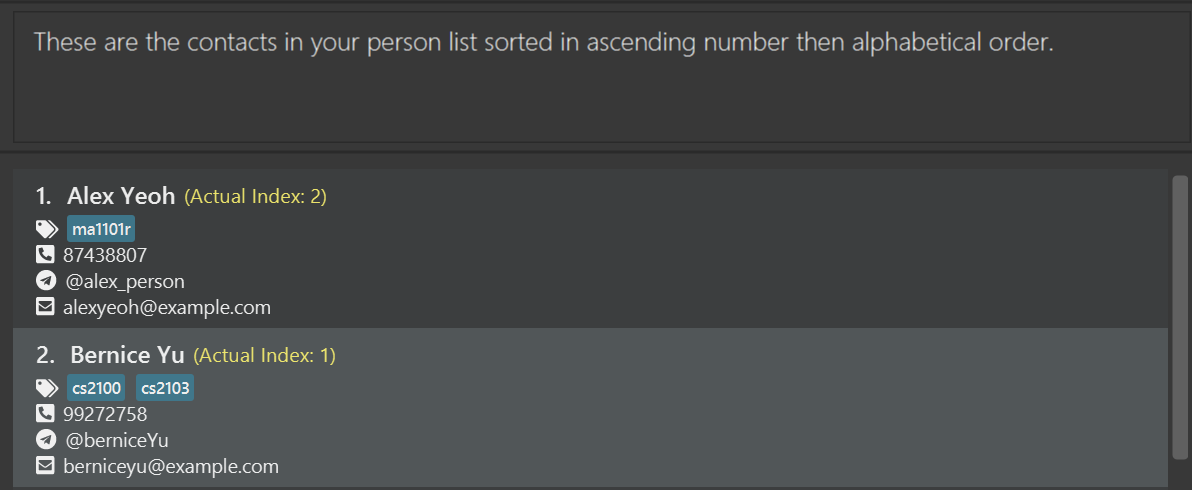 These are the contacts in your person list sorted in ascending number then alphabetical order.
1. Alex Yeoh (Actual Index: 2)
ma1101r
87438807
@alex_person
alexyeoh@example.com
2. Bernice Yu (Actual Index: 1)
cs2100 cs2103
99272758
@berniceYu
berniceyu@example.com